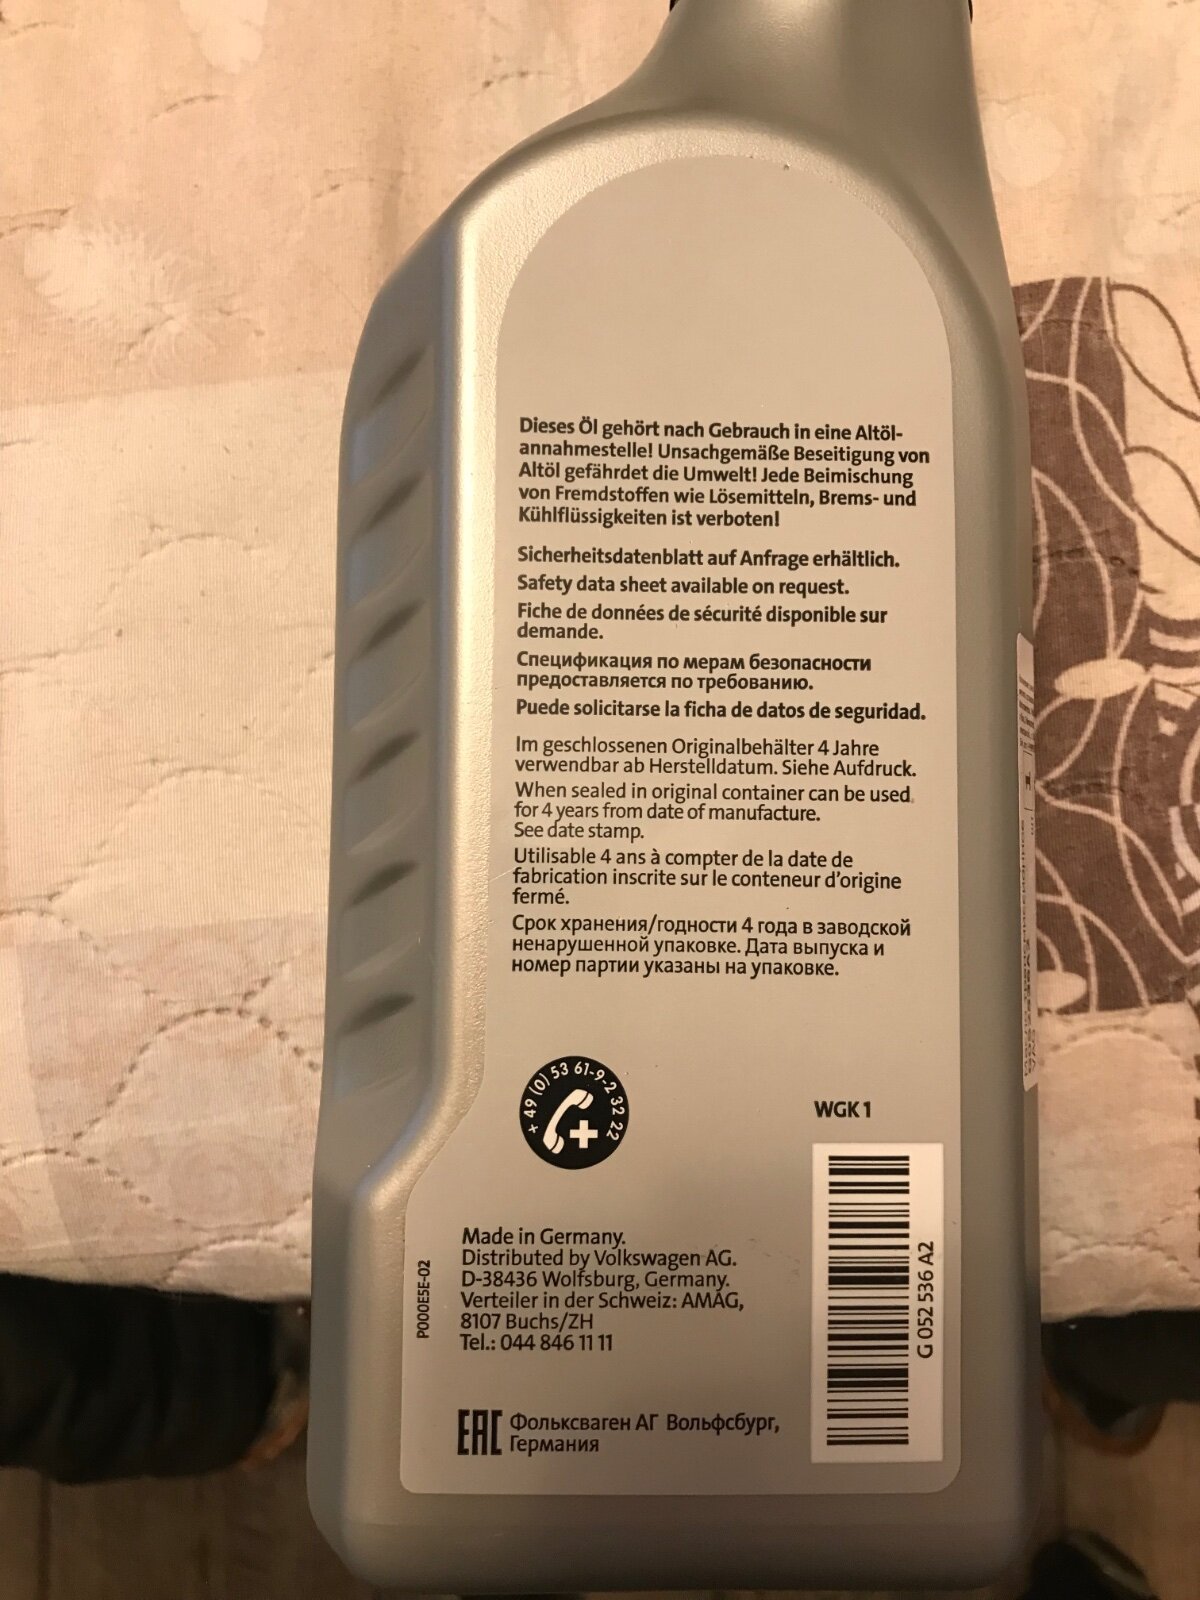 Dieses Öl gehört nach Gebrauch in eine Altöl-
annahmestelle! Unsachgemäße Beseitigung von
Altöl gefährdet die Umwelt! Jede Beimischung
von Fremdstoffen wie Lösemitteln, Brems- und
Kühlflüssigkeiten ist verboten!
Sicherheitsdatenblatt auf Anfrage erhältlich.
Safety data sheet available on request.
Fiche de données de sécurité disponible sur
demande.
Спецификация по мерам безопасности
предоставляется по требованию.
Puede solicitarse la ficha de datos de seguridad.
Im geschlossenen Originalbehälter 4 Jahre
verwendbar ab Herstelldatum. Siehe Aufdruck.
When sealed in original container can be used
for 4 years from date of manufacture.
See date stamp.
Utilisable 4 ans à compter de la date de
fabrication inscrite sur le conteneur d'origine
fermé.
Срок хранения/годности 4 года в заводской
ненарушенной упаковке. Дата выпуска и
номер партии указаны на упаковке.
+ 49 (0) 53 61-9-2 32 22
WGK 1
Made in Germany.
Distributed by Volkswagen AG.
D-38436 Wolfsburg, Germany.
Verteiler in der Schweiz: AMAG,
8107 Buchs/ZH
Tel.: 044 846 11 11
P000E5E-02
G 052 536 A2
EAC Фольксваген АГ Вольфсбург,
Германия